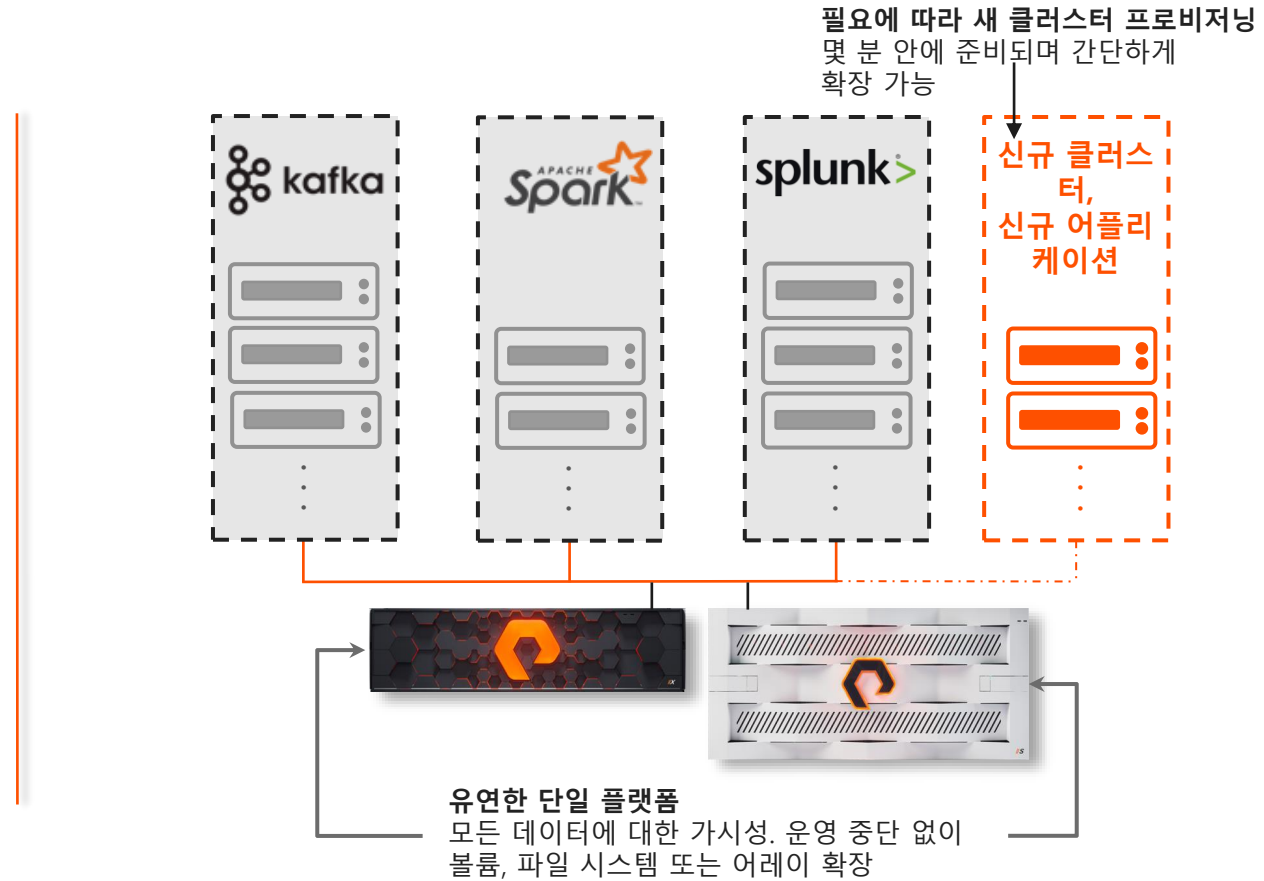 필요에 따라 새 클러스터 프로비저닝
몇 분 안에 준비되며 간단하게
확장 가능
kafka
APACHE
Spark
splunk>
신규 클러스
터,
신규 어플리
케이션
//X
//S
유연한 단일 플랫폼
모든 데이터에 대한 가시성. 운영 중단 없이
볼륨, 파일 시스템 또는 어레이 확장